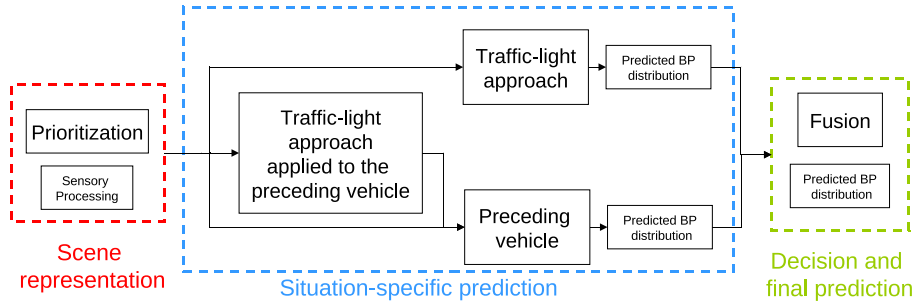 Prioritization
Sensory
Processing
Scene
representation
Traffic-light
approach
applied to the
preceding vehicle
Traffic-light
approach
Predicted BP
distribution
Preceding
vehicle
Predicted BP
distribution
Situation-specific prediction
Fusion
Predicted BP
distribution
Decision and
final prediction